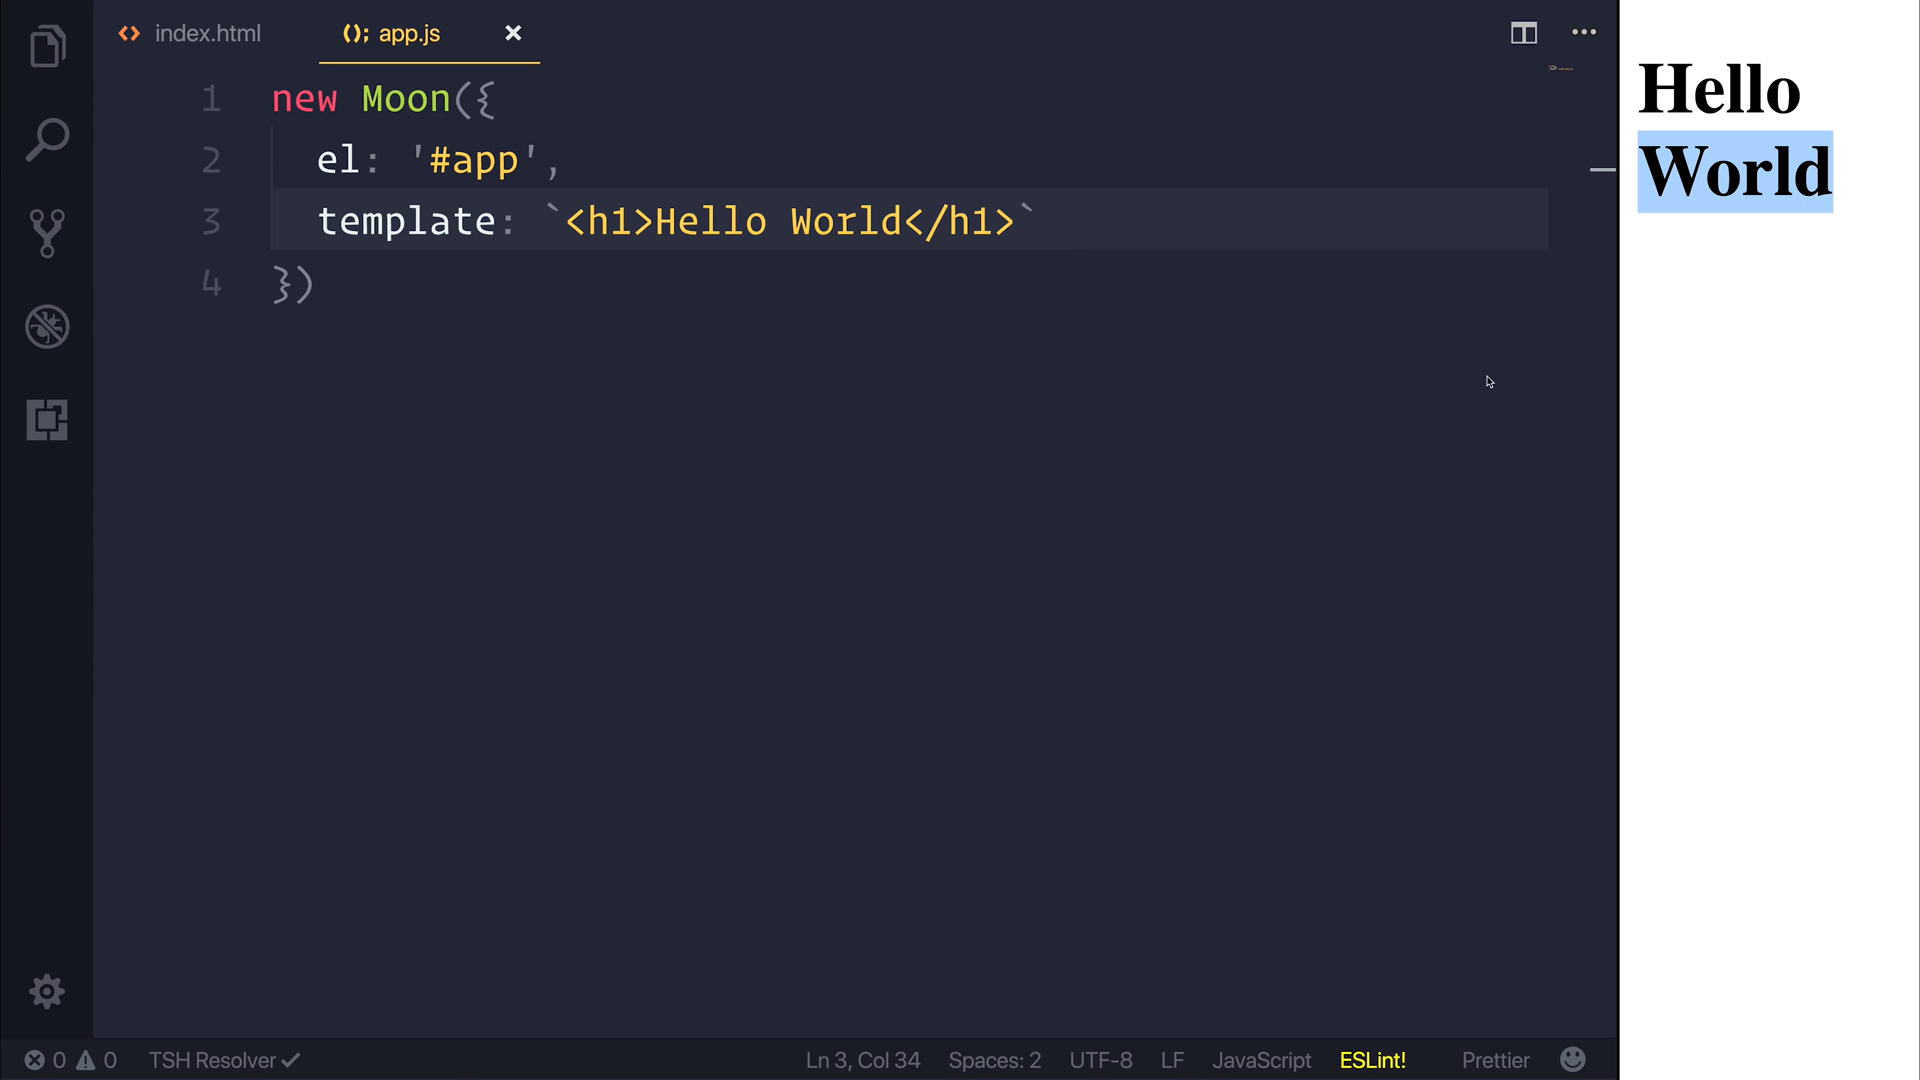 index.html
(); app.js
1 new Moon({
2 el: '#app',
3 template: `<h1>Hello World</h1>`
4 })
Hello
World
0 0 TSH Resolver Ln 3, Col 34 Spaces: 2 UTF-8 LF JavaScript ESLint! Prettier